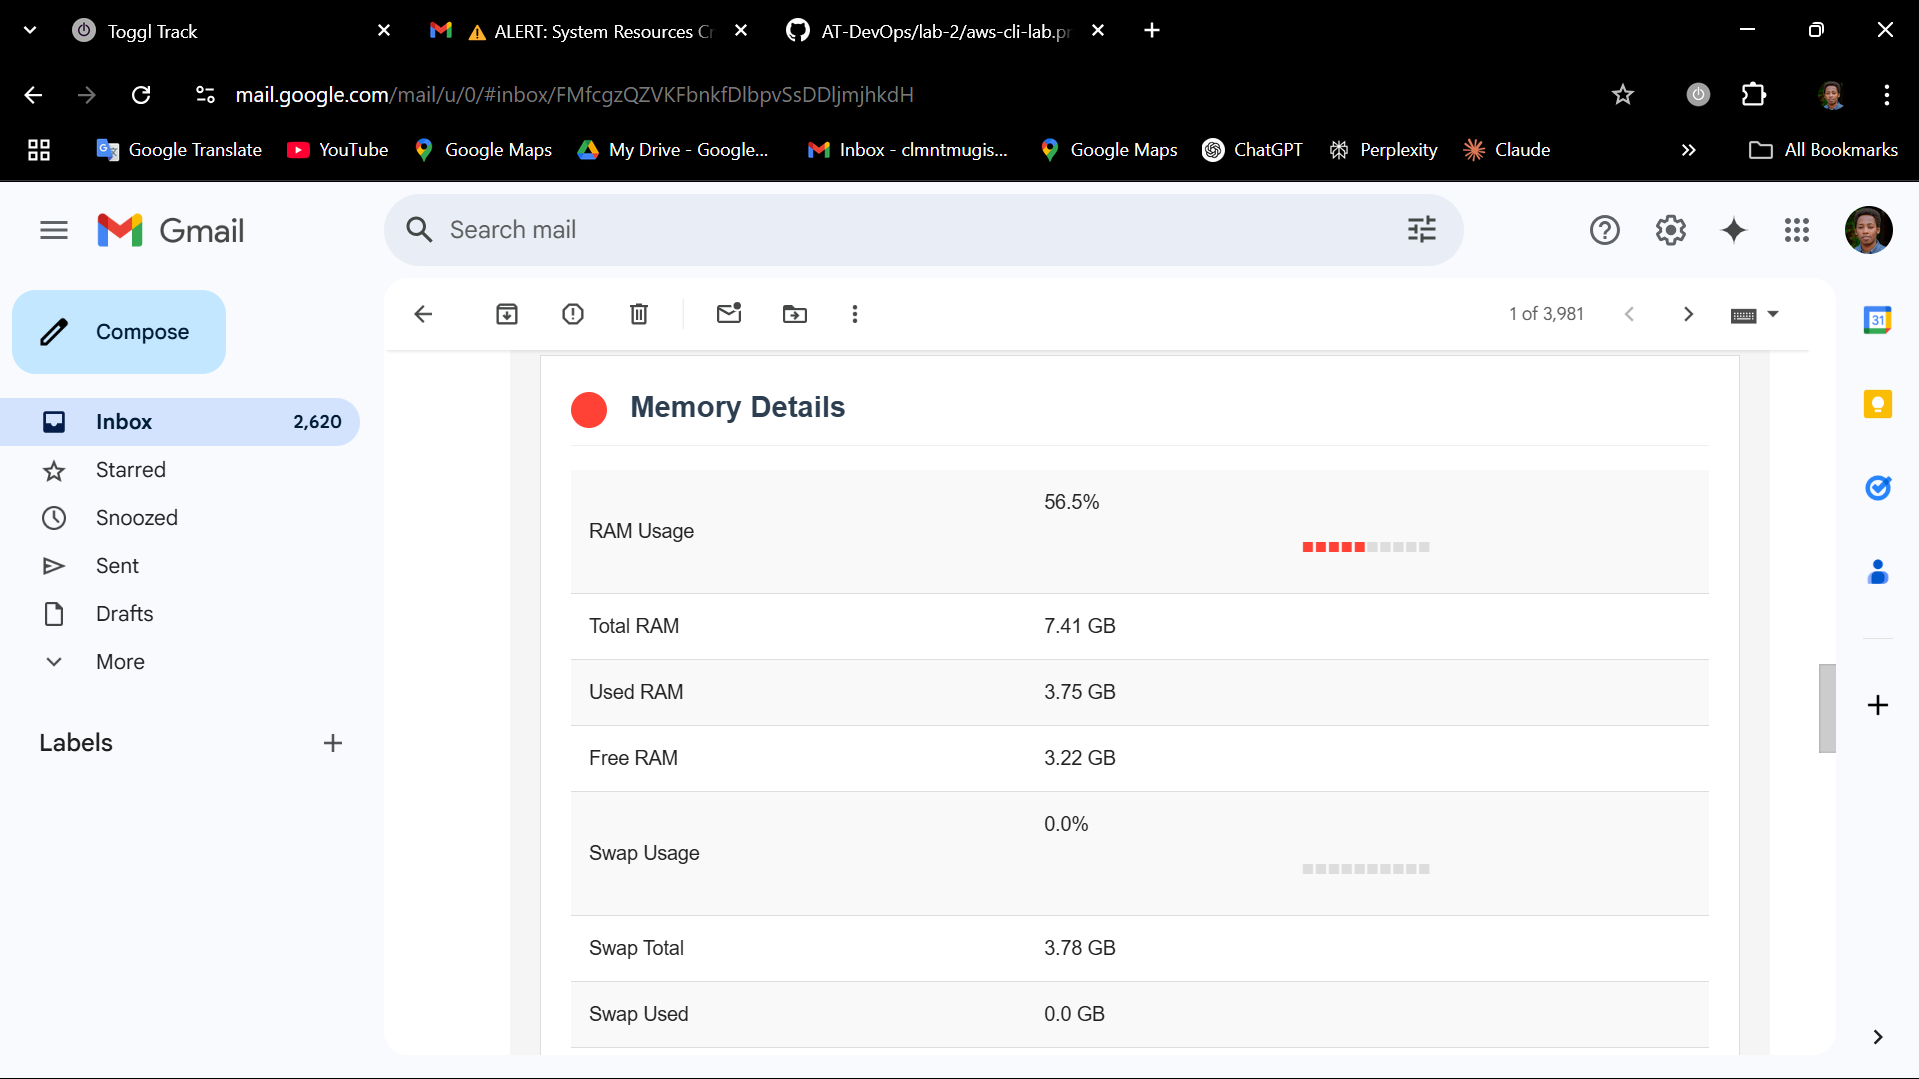 Toggl Track
ALERT: System Resources Cr
AT-DevOps/lab-2/aws-cli-lab.pr
mail.google.com/mail/u/0/#inbox/FMfcgzQZVKFbnkfDlbpvSsDDljmjhkdH
Google Translate
YouTube
Google Maps
My Drive - Google...
Inbox - clmntmugis...
Google Maps
ChatGPT
Perplexity
Claude
All Bookmarks
Gmail
Search mail
Compose
1 of 3,981
31
Inbox 2,620
Starred
Snoozed
Sent
Drafts
More
Labels
Memory Details
RAM Usage 56.5%
Total RAM 7.41 GB
Used RAM 3.75 GB
Free RAM 3.22 GB
Swap Usage 0.0%
Swap Total 3.78 GB
Swap Used 0.0 GB